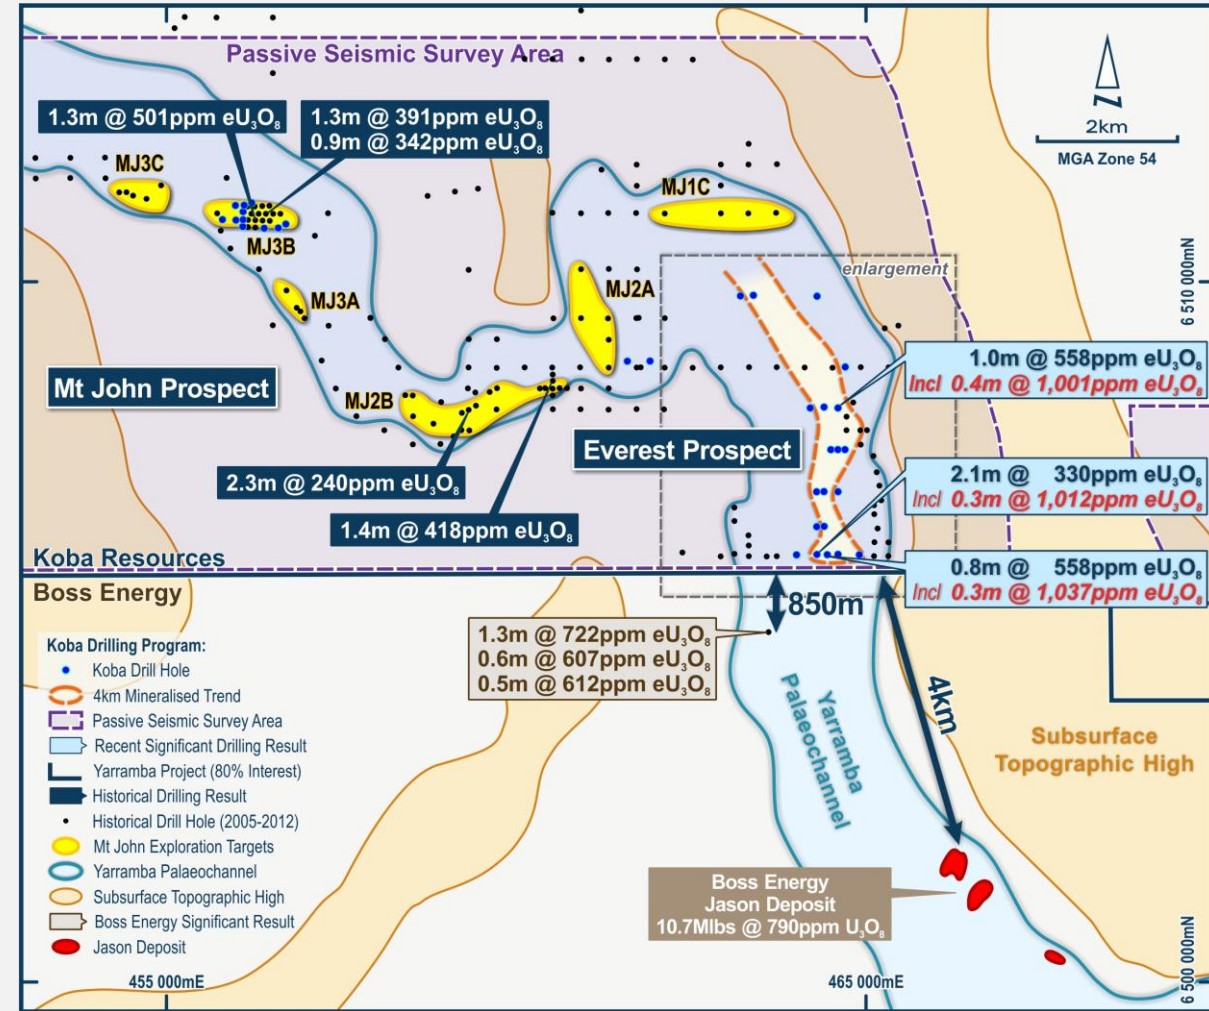 Passive Seismic Survey Area
1.3m @ 501ppm eU₃O₈
1.3m @ 391ppm eU₃O₈
0.9m @ 342ppm eU₃O₈
N
2km
MGA Zone 54
MJ3C
MJ3B
MJ3A
MJ1C
MJ2A
MJ2B
enlargement
6 510 000mN
Mt John Prospect
Everest Prospect
1.0m @ 558ppm eU₃O₈
Incl 0.4m @ 1,001ppm eU₃O₈
2.3m @ 240ppm eU₃O₈
1.4m @ 418ppm eU₃O₈
2.1m @ 330ppm eU₃O₈
Incl 0.3m @ 1,012ppm eU₃O₈
0.8m @ 558ppm eU₃O₈
Incl 0.3m @ 1,037ppm eU₃O₈
Koba Resources
Boss Energy
850m
1.3m @ 722ppm eU₃O₈
0.6m @ 607ppm eU₃O₈
0.5m @ 612ppm eU₃O₈
4km
Yarramba
Palaeochannel
Subsurface
Topographic High
Koba Drilling Program:
Koba Drill Hole
4km Mineralised Trend
Passive Seismic Survey Area
Recent Significant Drilling Result
Yarramba Project (80% Interest)
Historical Drilling Result
Historical Drill Hole (2005-2012)
Mt John Exploration Targets
Yarramba Palaeochannel
Subsurface Topographic High
Boss Energy Significant Result
Jason Deposit
Boss Energy
Jason Deposit
10.7Mlbs @ 790ppm U₃O₈
455 000mE
465 000mE
6 500 000mN